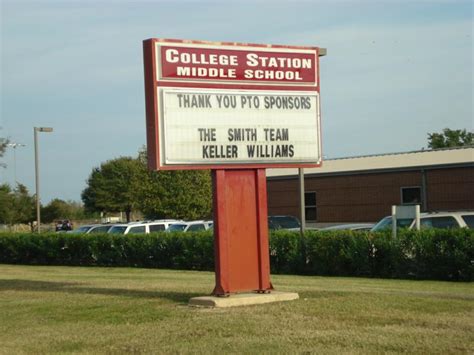 COLLEGE STATION
MIDDLE SCHOOL
THANK YOU PTO SPONSORS
THE SMITH TEAM
KELLER WILLIAMS